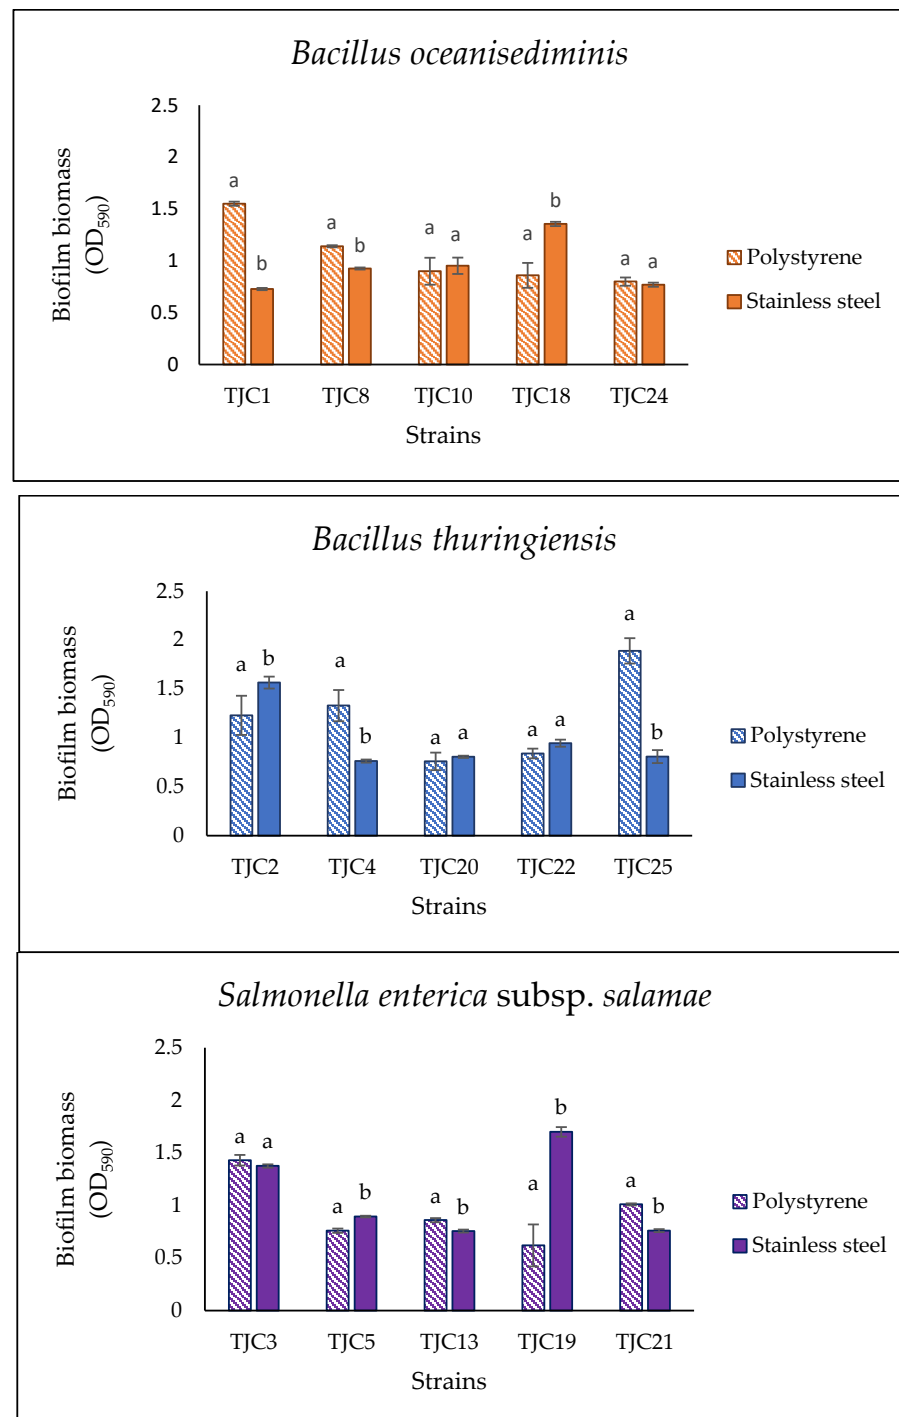 Bacillus oceanisediminis
Biofilm biomass
(OD590)
2.5
2
1.5
1
0.5
0
a
b
a
b
a
a
a
b
a
a
TJC1
TJC8
TJC10
TJC18
TJC24
Strains
Polystyrene
Stainless steel
Bacillus thuringiensis
Biofilm biomass
(OD590)
2.5
2
1.5
1
0.5
0
a
b
a
b
a
a
a
a
a
b
TJC2
TJC4
TJC20
TJC22
TJC25
Strains
Polystyrene
Stainless steel
Salmonella enterica subsp. salamae
Biofilm biomass
(OD590)
2.5
2
1.5
1
0.5
0
a
a
a
b
a
b
a
b
a
b
TJC3
TJC5
TJC13
TJC19
TJC21
Strains
Polystyrene
Stainless steel